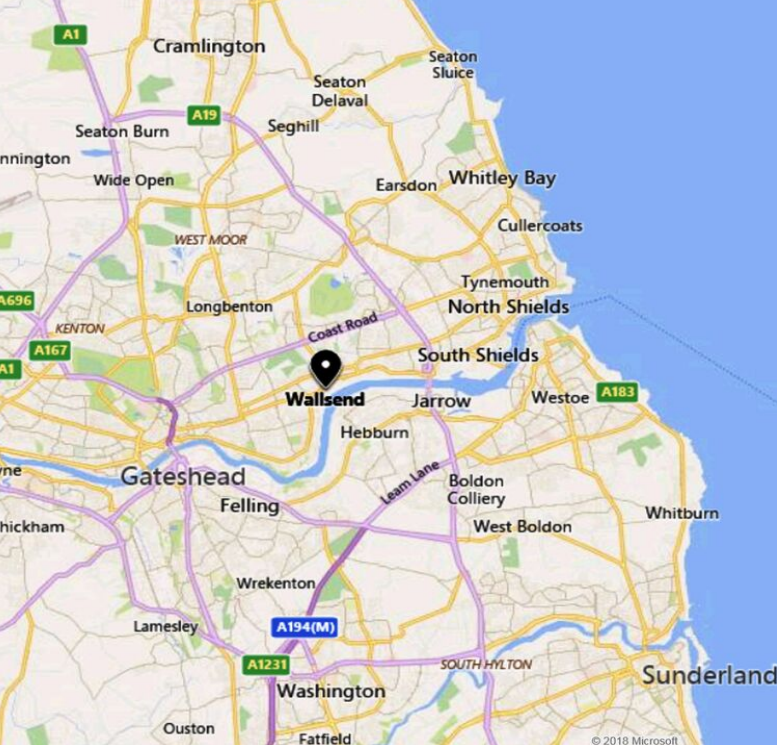 A1
Cramlington
Seaton
Sluice
Seaton
Delaval
A19
Seghill
Seaton Burn
nnington
Wide Open
Earsdon
Whitley Bay
Cullercoats
WEST MOOR
Tynemouth
A696
Longbenton
North Shields
KENTON
Coast Road
A167
South Shields
A1
Wallsend
Jarrow
Westoe
A183
Hebburn
yne
Gateshead
Leam Lane
Boldon
Colliery
Felling
Whitburn
hickham
West Boldon
Wrekenton
Lamesley
A194(M)
A1231
SOUTH HYLTON
Sunderland
Washington
Ouston
Fatfield
© 2018 Microsoft